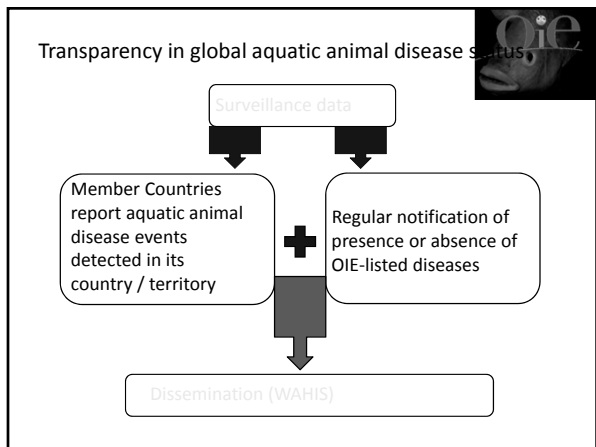 Transparency in global aquatic animal disease status
Oie
Surveillance data
Member Countries
report aquatic animal
disease events
detected in its
country / territory
Regular notification of
presence or absence of
OIE-listed diseases
Dissemination (WAHIS)